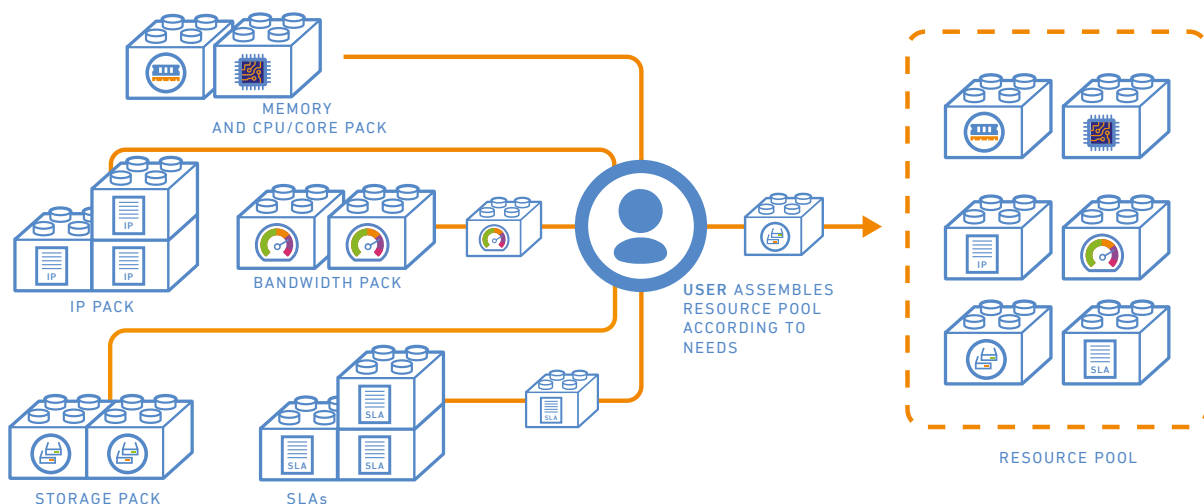 MEMORY
AND CPU/CORE PACK
IP
IP
IP
IP PACK
BANDWIDTH PACK
USER ASSEMBLES
RESOURCE POOL
ACCORDING TO
NEEDS
IP
SLA
SLA
SLA
SLA
SLA
STORAGE PACK
SLAs
RESOURCE POOL